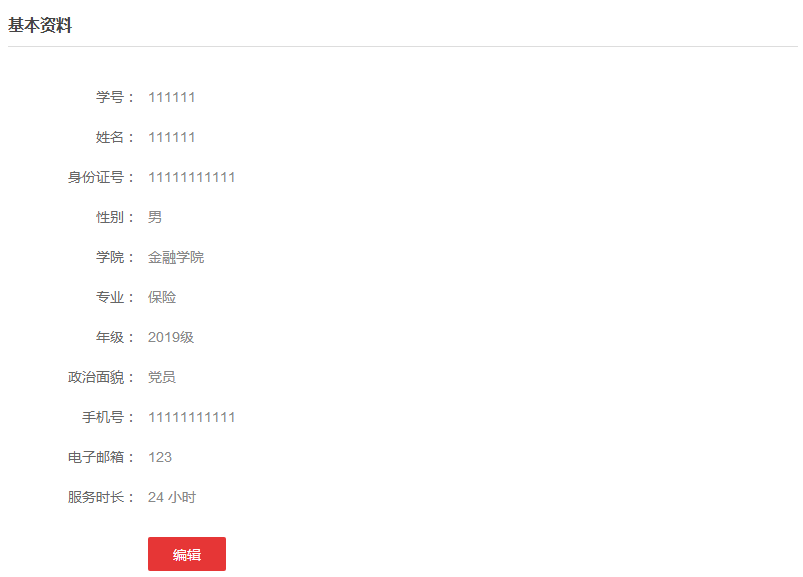 基本资料
学号： 111111
姓名： 111111
身份证号： 11111111111
性别： 男
学院： 金融学院
专业： 保险
年级： 2019级
政治面貌： 党员
手机号： 11111111111
电子邮箱： 123
服务时长： 24 小时
编辑